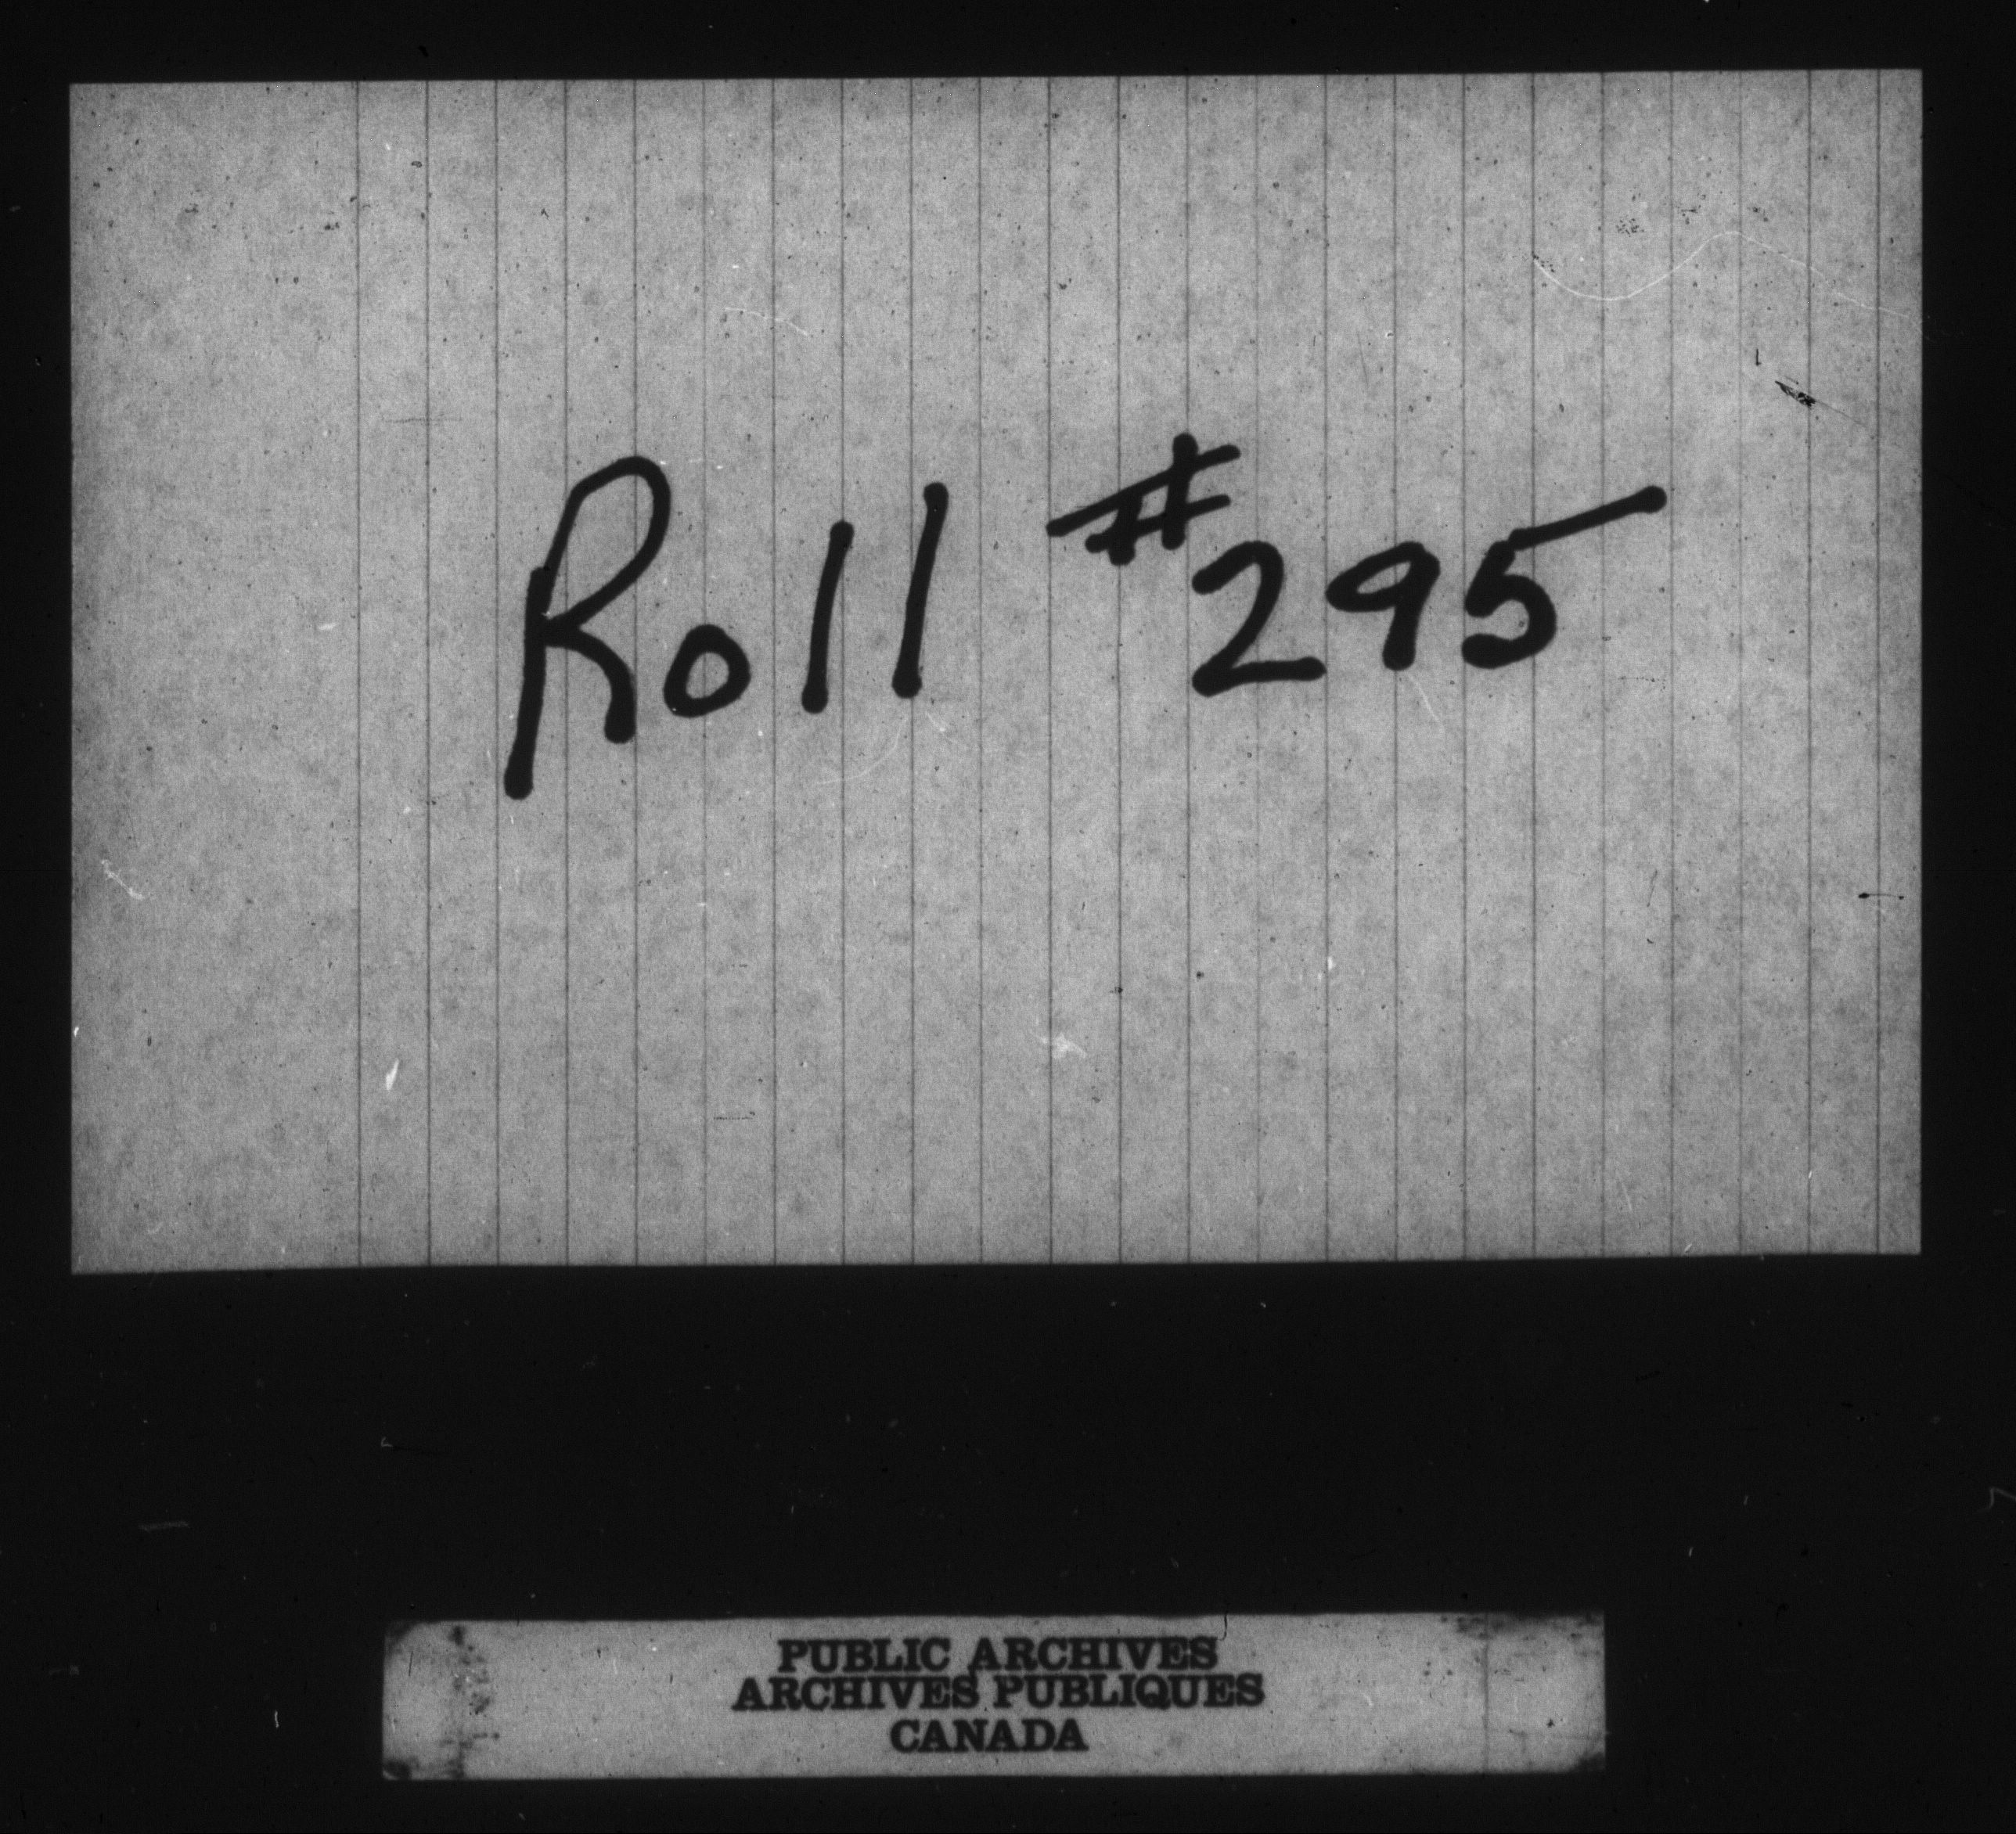 Roll #295
PUBLIC ARCHIVES
ARCHIVES PUBLIQUES
CANADA